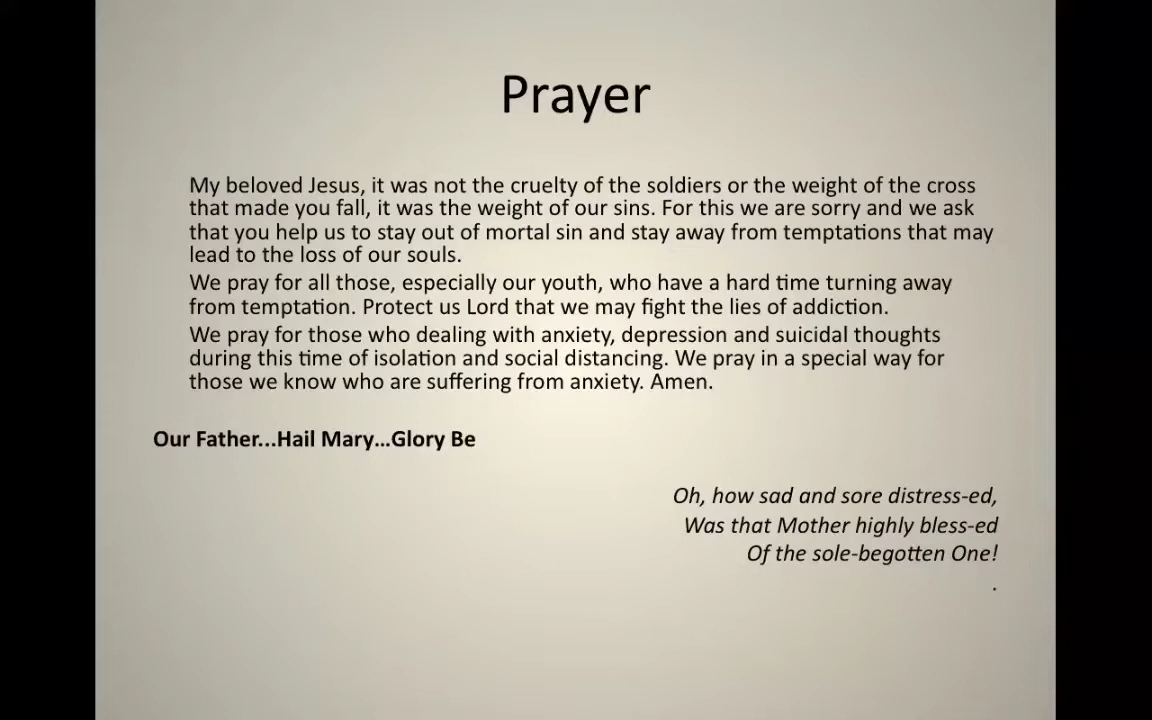 Prayer
My beloved Jesus, it was not the cruelty of the soldiers or the weight of the cross
that made you fall, it was the weight of our sins. For this we are sorry and we ask
that you help us to stay out of mortal sin and stay away from temptations that may
lead to the loss of our souls.
We pray for all those, especially our youth, who have a hard time turning away
from temptation. Protect us Lord that we may fight the lies of addiction.
We pray for those who dealing with anxiety, depression and suicidal thoughts
during this time of isolation and social distancing. We pray in a special way for
those we know who are suffering from anxiety. Amen.
Our Father...Hail Mary...Glory Be
Oh, how sad and sore distress-ed,
Was that Mother highly bless-ed
Of the sole-begotten One!
.